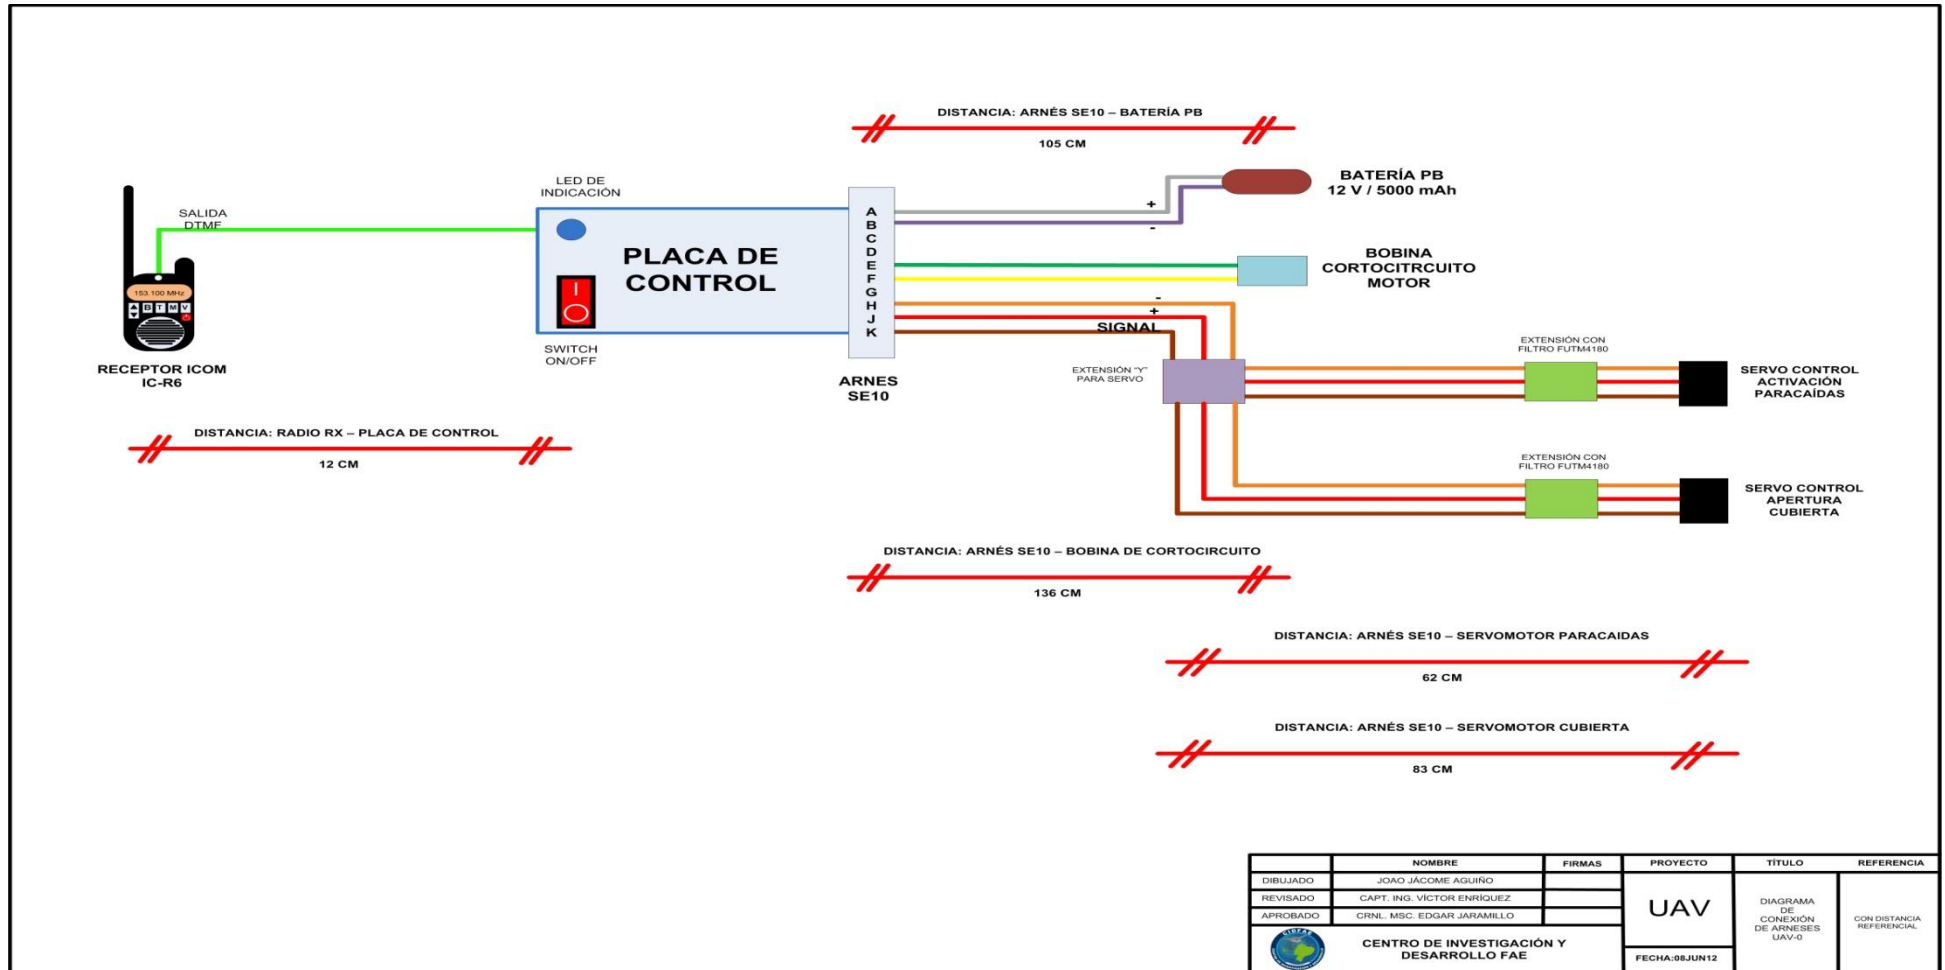 DISTANCIA: ARNÉS SE10 – BATERÍA PB
105 CM
BATERÍA PB
12 V / 5000 mAh
LED DE
INDICACIÓN
SALIDA
DTMF
A
B
C
D
E
F
G
H
J
K
+
-
PLACA DE
CONTROL
BOBINA
CORTOCITRCUITO
MOTOR
153.100 MHz
B T M V
I
O
-
+
SIGNAL
SWITCH
ON/OFF
RECEPTOR ICOM
IC-R6
ARNES
SE10
EXTENSIÓN "Y"
PARA SERVO
EXTENSIÓN CON
FILTRO FUTM4180
SERVO CONTROL
ACTIVACIÓN
PARACAÍDAS
DISTANCIA: RADIO RX – PLACA DE CONTROL
12 CM
EXTENSIÓN CON
FILTRO FUTM4180
SERVO CONTROL
APERTURA
CUBIERTA
DISTANCIA: ARNÉS SE10 – BOBINA DE CORTOCIRCUITO
136 CM
DISTANCIA: ARNÉS SE10 – SERVOMOTOR PARACAIDAS
62 CM
DISTANCIA: ARNÉS SE10 – SERVOMOTOR CUBIERTA
83 CM
NOMBRE FIRMAS PROYECTO TÍTULO REFERENCIA
DIBUJADO JOAO JÁCOME AGUIÑO
REVISADO CAPT. ING. VÍCTOR ENRÍQUEZ
APROBADO CRNL. MSC. EDGAR JARAMILLO
UAV
DIAGRAMA
DE
CONEXIÓN
DE ARNESES
UAV-0
CON DISTANCIA
REFERENCIAL
CENTRO DE INVESTIGACIÓN Y
DESARROLLO FAE
FECHA:08JUN12